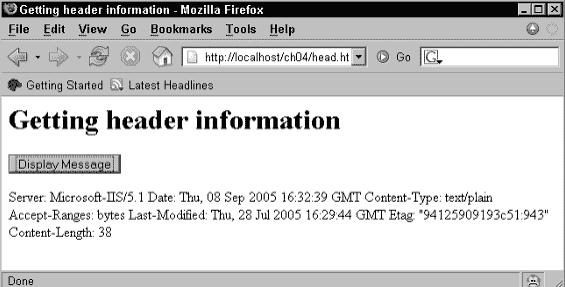 Getting header information - Mozilla Firefox
File Edit View Go Bookmarks Tools Help
http://localhost/ch04/head.ht Go G
Getting Started Latest Headlines
Getting header information
Display Message
Server: Microsoft-IIS/5.1 Date: Thu, 08 Sep 2005 16:32:39 GMT Content-Type: text/plain
Accept-Ranges: bytes Last-Modified: Thu, 28 Jul 2005 16:29:44 GMT Etag: "94125909193c51:943"
Content-Length: 38
Done